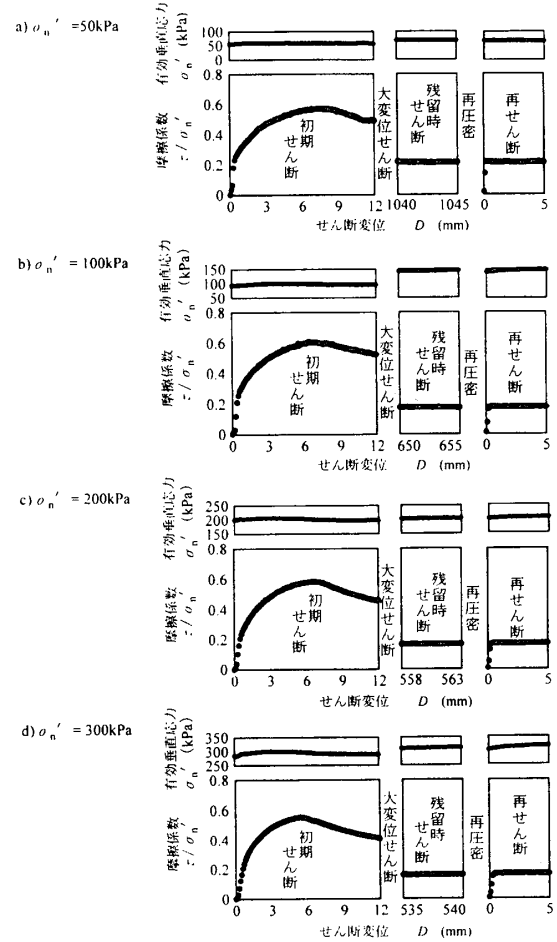 a) σn' =50kPa
有効垂直応力 σn' (kPa)
100
50
0
摩擦係数 τ/σn'
0.8
0.6
0.4
0.2
0
初期せん断
大変位せん断
残留時せん断
再圧密
再せん断
0 3 6 9 12 1040 1045 0 5
せん断変位 D (mm)
b) σn' =100kPa
有効垂直応力 σn' (kPa)
150
100
50
摩擦係数 τ/σn'
0.8
0.6
0.4
0.2
0
初期せん断
大変位せん断
残留時せん断
再圧密
再せん断
0 3 6 9 12 650 655 0 5
せん断変位 D (mm)
c) σn' =200kPa
有効垂直応力 σn' (kPa)
250
200
150
摩擦係数 τ/σn'
0.8
0.6
0.4
0.2
0
初期せん断
大変位せん断
残留時せん断
再圧密
再せん断
0 3 6 9 12 558 563 0 5
せん断変位 D (mm)
d) σn' =300kPa
有効垂直応力 σn' (kPa)
350
300
250
摩擦係数 τ/σn'
0.8
0.6
0.4
0.2
0
初期せん断
大変位せん断
残留時せん断
再圧密
再せん断
0 3 6 9 12 535 540 0 5
せん断変位 D (mm)